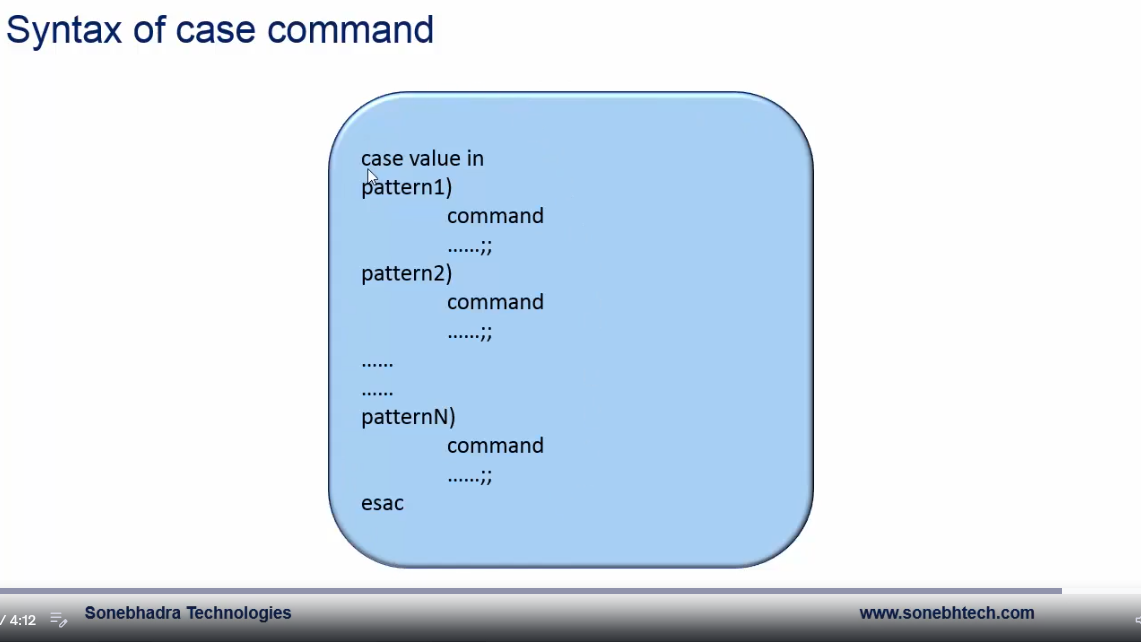 Syntax of case command
case value in
pattern1)
command
......;;
pattern2)
command
......;;
......
......
patternN)
command
......;;
esac
/ 4:12
Sonebhadra Technologies
www.sonebhtech.com